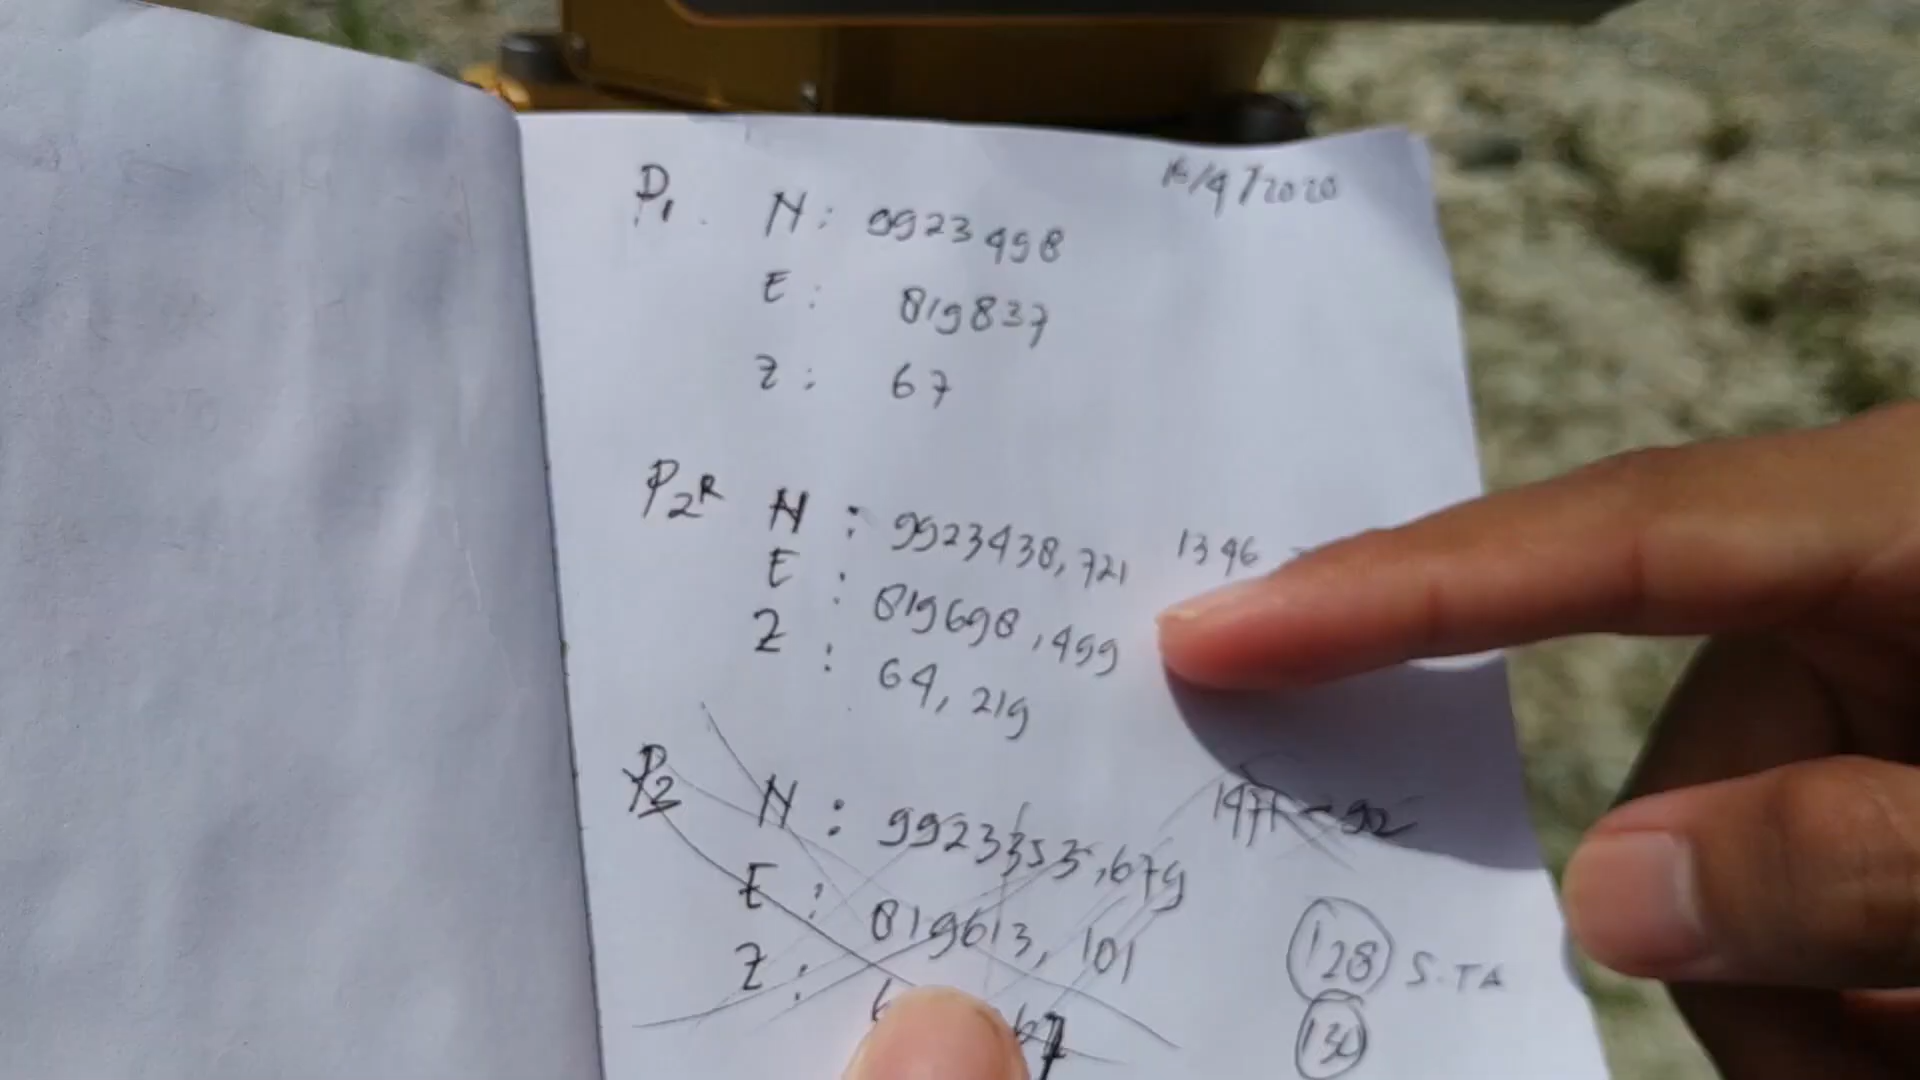 16/4/2020
P1. N: 9923498
E: 819837
Z: 67
P2R N: 9923438,721 1346
E: 819698,499
Z: 64,219
P2 N: 9923353,679
E: 819613,101
Z:
128 S.TA
130